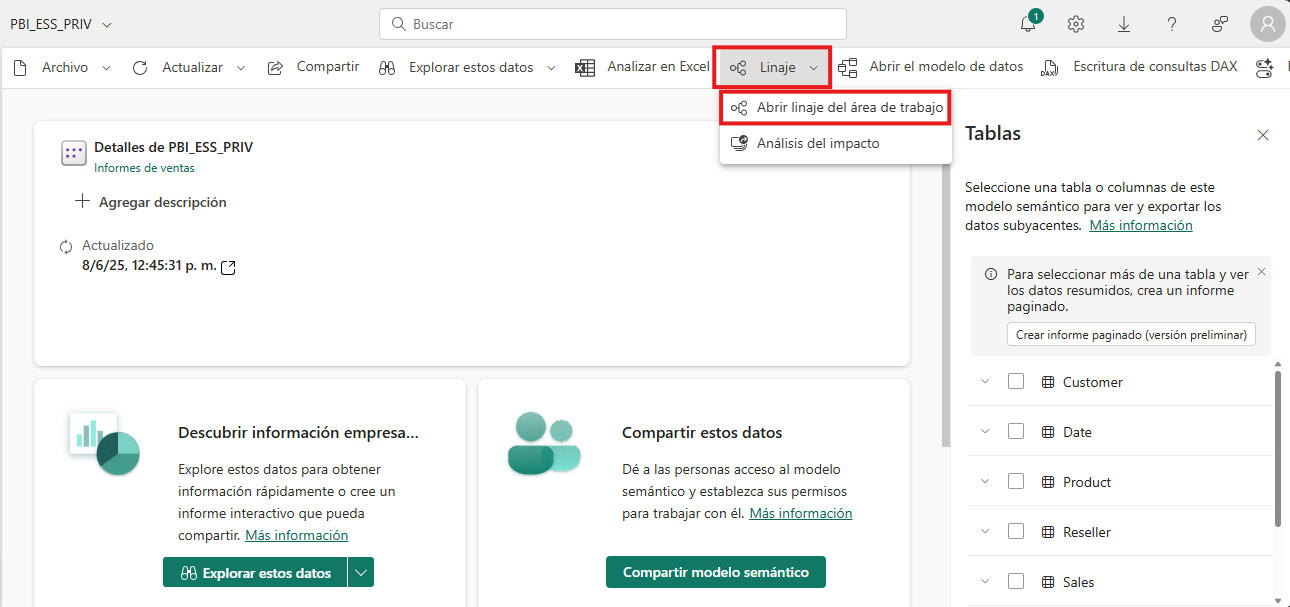 PBI_ESS_PRIV
Buscar
1
Archivo
Actualizar
Compartir
Explorar estos datos
Analizar en Excel
Linaje
Abrir el modelo de datos
DAX
Escritura de consultas DAX
Abrir linaje del área de trabajo
Análisis del impacto
Detalles de PBI_ESS_PRIV
Informes de ventas
Agregar descripción
Actualizado
8/6/25, 12:45:31 p. m.
Descubrir información empresa...
Explore estos datos para obtener
información rápidamente o cree un
informe interactivo que pueda
compartir. Más información
Explorar estos datos
Compartir estos datos
Dé a las personas acceso al modelo
semántico y establezca sus permisos
para trabajar con él. Más información
Compartir modelo semántico
Tablas
Seleccione una tabla o columnas de este
modelo semántico para ver y exportar los
datos subyacentes. Más información
Para seleccionar más de una tabla y ver
los datos resumidos, crea un informe
paginado.
Crear informe paginado (versión preliminar)
Customer
Date
Product
Reseller
Sales